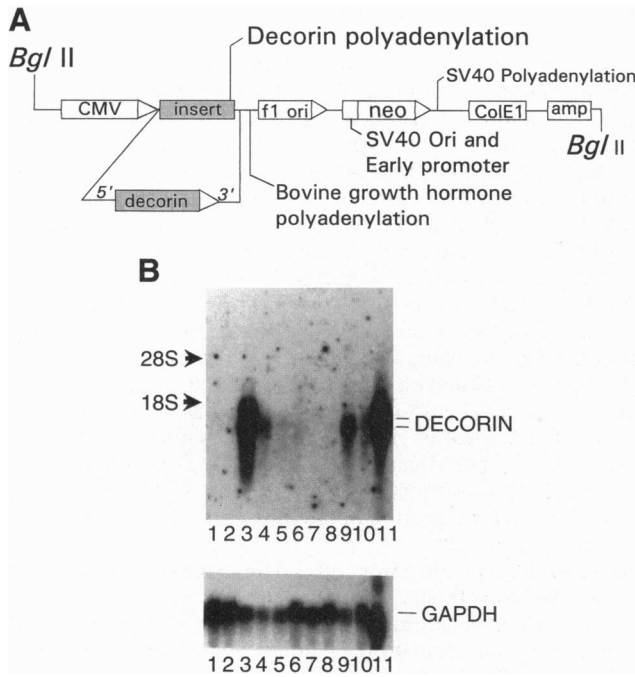 A
Decorin polyadenylation
Bgl II
SV40 Polyadenylation
CMV
insert
f1 ori
neo
ColE1
amp
SV40 Ori and
Early promoter
Bgl II
5'
decorin
3'
Bovine growth hormone
polyadenylation
B
28S
18S
DECORIN
1 2 3 4 5 6 7 8 9 10 11
GAPDH
1 2 3 4 5 6 7 8 9 10 11